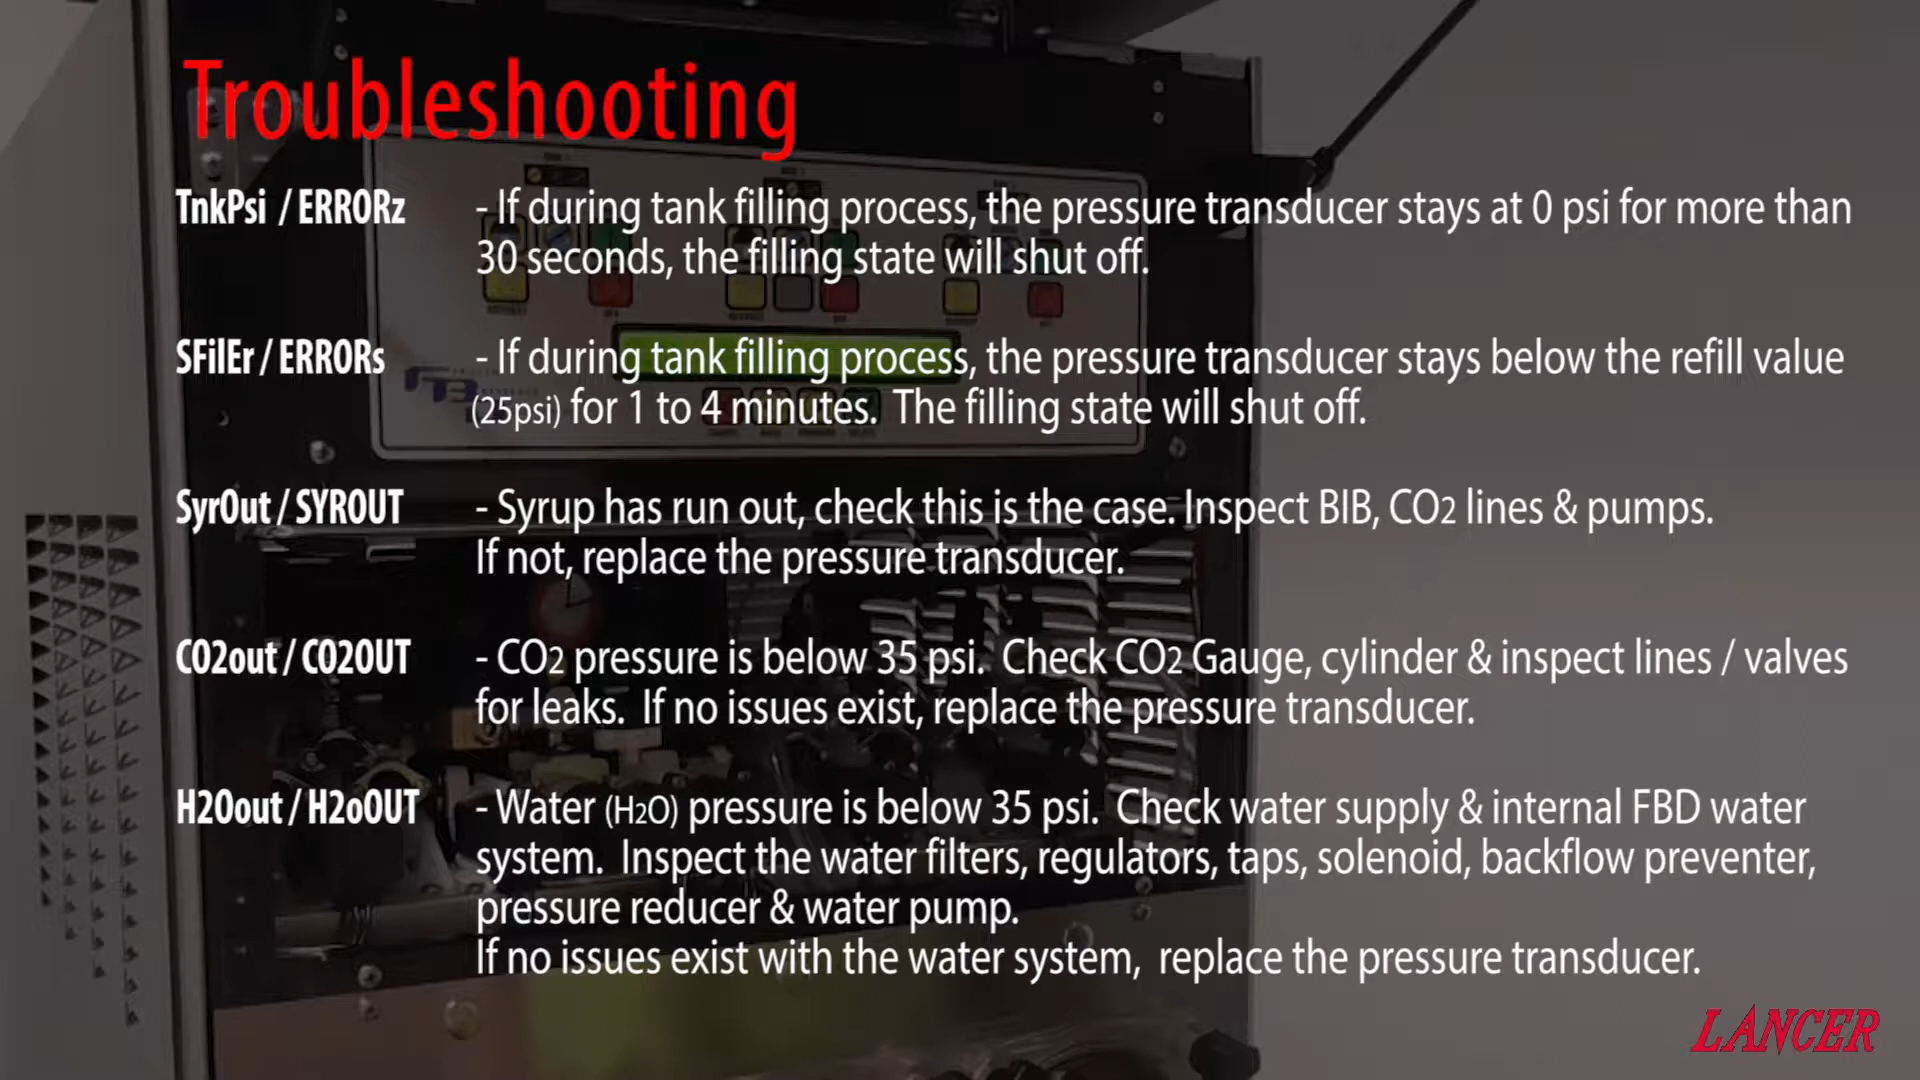 Troubleshooting
TnkPsi / ERRORz - If during tank filling process, the pressure transducer stays at 0 psi for more than
30 seconds, the filling state will shut off.
SFilEr / ERRORs - If during tank filling process, the pressure transducer stays below the refill value
(25psi) for 1 to 4 minutes. The filling state will shut off.
SyrOut / SYROUT - Syrup has run out, check this is the case. Inspect BIB, CO2 lines & pumps.
If not, replace the pressure transducer.
CO2out / CO2OUT - CO2 pressure is below 35 psi. Check CO2 Gauge, cylinder & inspect lines / valves
for leaks. If no issues exist, replace the pressure transducer.
H2Oout / H2oOUT - Water (H2O) pressure is below 35 psi. Check water supply & internal FBD water
system. Inspect the water filters, regulators, taps, solenoid, backflow preventer,
pressure reducer & water pump.
If no issues exist with the water system, replace the pressure transducer.
LANCER